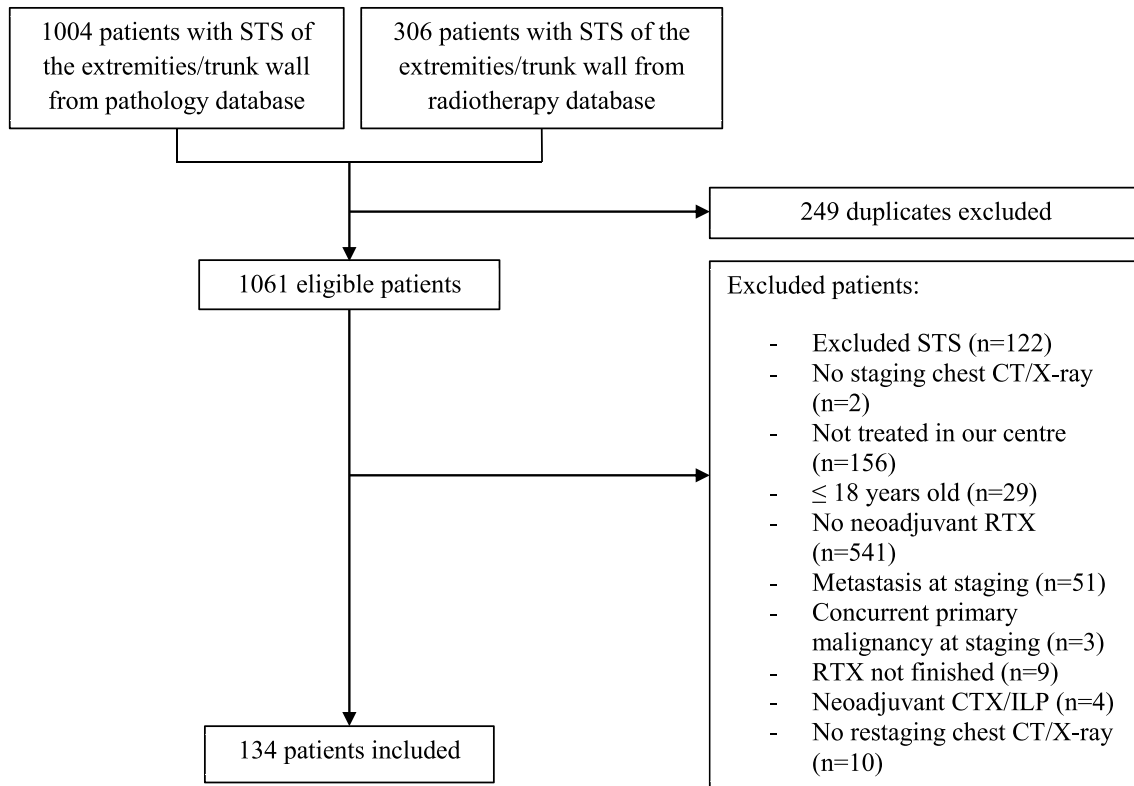 1004 patients with STS of
the extremities/trunk wall
from pathology database
306 patients with STS of the
extremities/trunk wall from
radiotherapy database
249 duplicates excluded
1061 eligible patients
Excluded patients:
- Excluded STS (n=122)
- No staging chest CT/X-ray
(n=2)
- Not treated in our centre
(n=156)
- ≤ 18 years old (n=29)
- No neoadjuvant RTX
(n=541)
- Metastasis at staging (n=51)
- Concurrent primary
malignancy at staging (n=3)
- RTX not finished (n=9)
- Neoadjuvant CTX/ILP (n=4)
- No restaging chest CT/X-ray
(n=10)
134 patients included